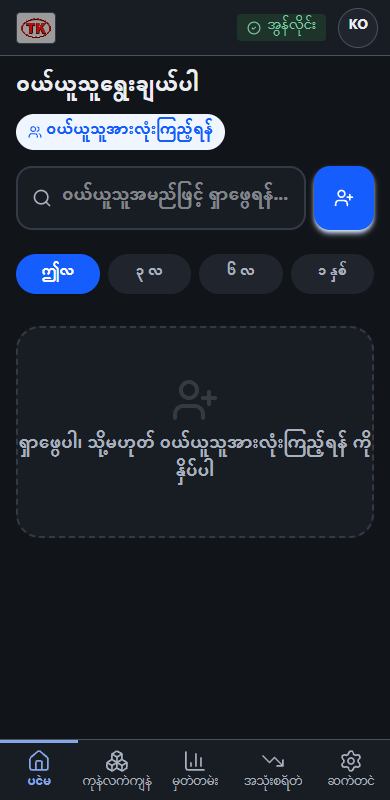 TK
အွန်လိုင်း
KO
ဝယ်ယူသူရွေးချယ်ပါ
ဝယ်ယူသူအားလုံးကြည့်ရန်
ဝယ်ယူသူအမည်ဖြင့် ရှာဖွေရန်...
ဤလ
၃ လ
၆ လ
၁ နှစ်
ရှာဖွေပါ၊ သို့မဟုတ် ဝယ်ယူသူအားလုံးကြည့်ရန် ကို
နှိပ်ပါ
ပင်မ
ကုန်လက်ကျန်
မှတ်တမ်း
အသုံးစရိတ်
ဆက်တင်